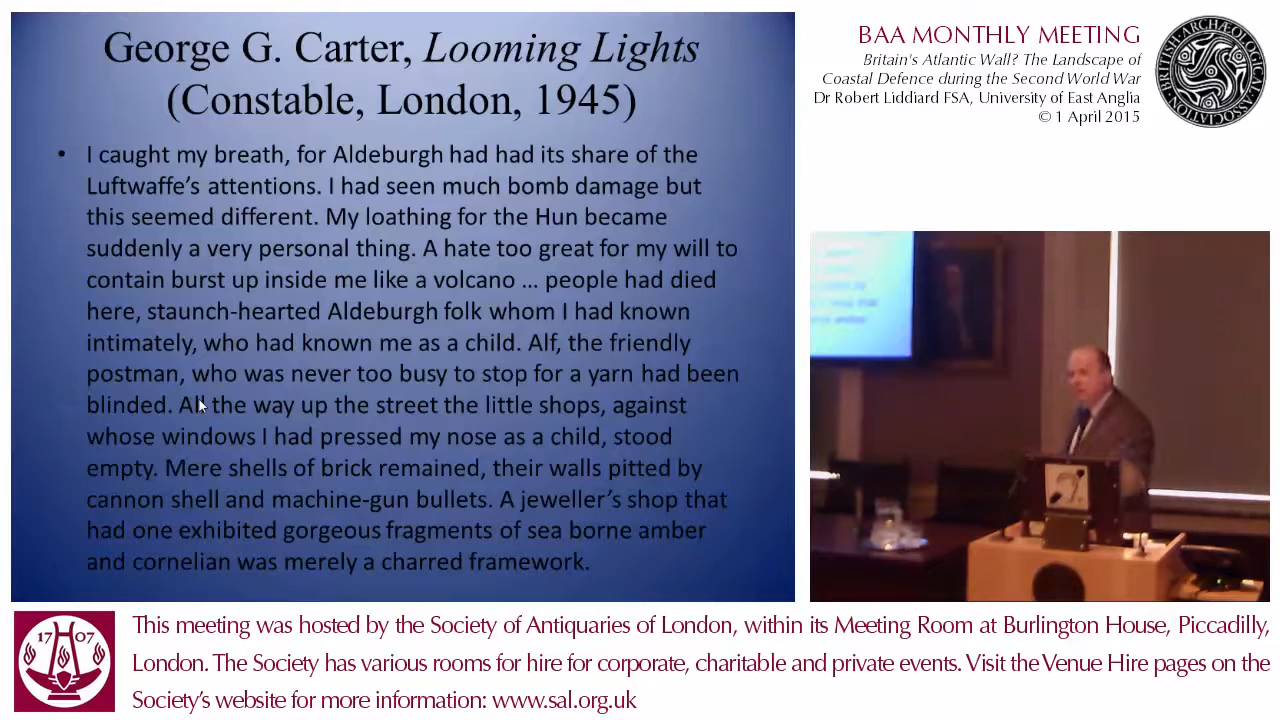 George G. Carter, Looming Lights
(Constable, London, 1945)
• I caught my breath, for Aldeburgh had had its share of the
Luftwaffe's attentions. I had seen much bomb damage but
this seemed different. My loathing for the Hun became
suddenly a very personal thing. A hate too great for my will to
contain burst up inside me like a volcano ... people had died
here, staunch-hearted Aldeburgh folk whom I had known
intimately, who had known me as a child. Alf, the friendly
postman, who was never too busy to stop for a yarn had been
blinded. All the way up the street the little shops, against
whose windows I had pressed my nose as a child, stood
empty. Mere shells of brick remained, their walls pitted by
cannon shell and machine-gun bullets. A jeweller's shop that
had one exhibited gorgeous fragments of sea borne amber
and cornelian was merely a charred framework.
BAA MONTHLY MEETING
Britain's Atlantic Wall? The Landscape of
Coastal Defence during the Second World War
Dr Robert Liddiard FSA, University of East Anglia
© 1 April 2015
BRITISH ARCHÆOLOGICAL ASSOCIATION
17 07
This meeting was hosted by the Society of Antiquaries of London, within its Meeting Room at Burlington House, Piccadilly,
London. The Society has various rooms for hire for corporate, charitable and private events. Visit the Venue Hire pages on the
Society's website for more information: www.sal.org.uk